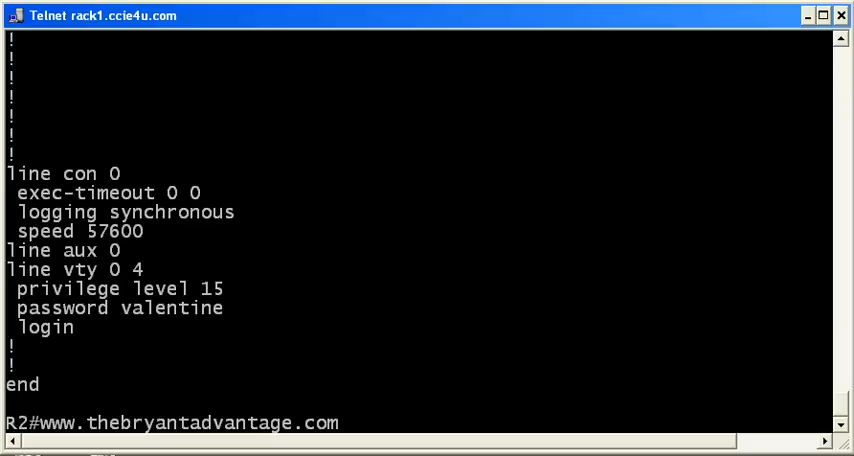 Telnet rack1.ccie4u.com
!
!
!
!
!
!
!
line con 0
exec-timeout 0 0
logging synchronous
speed 57600
line aux 0
line vty 0 4
privilege level 15
password valentine
login
!
!
end
R2#www.thebryantadvantage.com